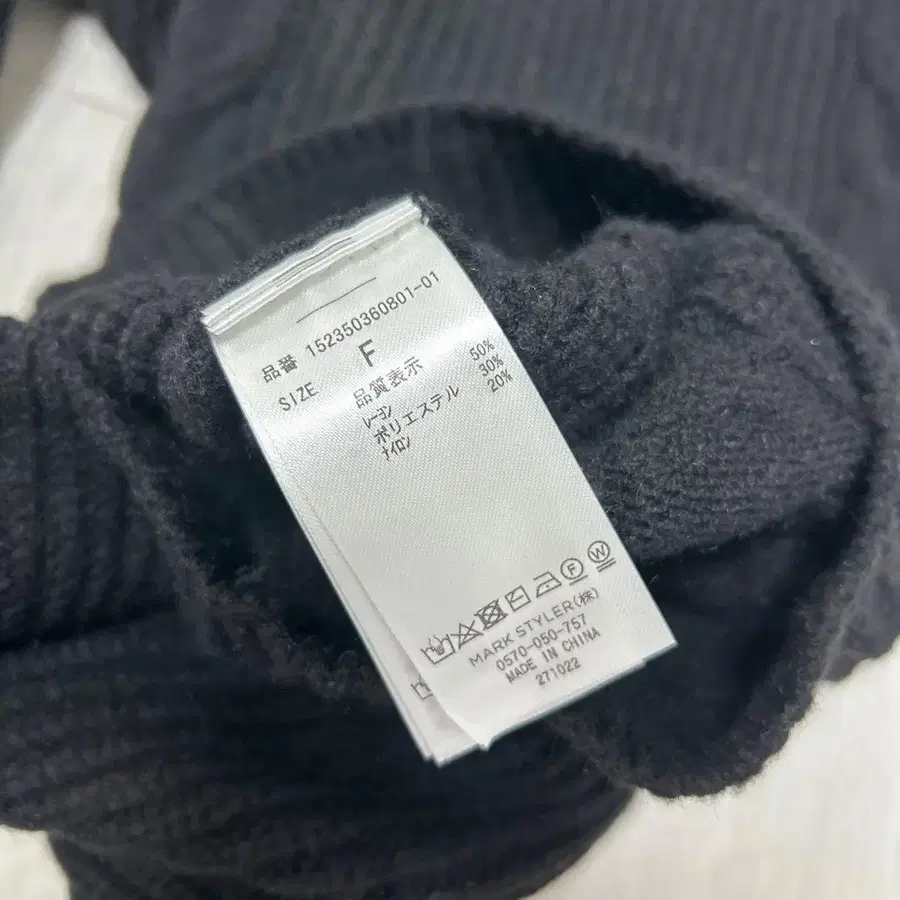 品番 152350360801-01
SIZE F
品質表示
レーヨン 50%
ポリエステル 30%
ナイロン 20%
F W
MARK STYLER(株)
0570-050-757
MADE IN CHINA
271022